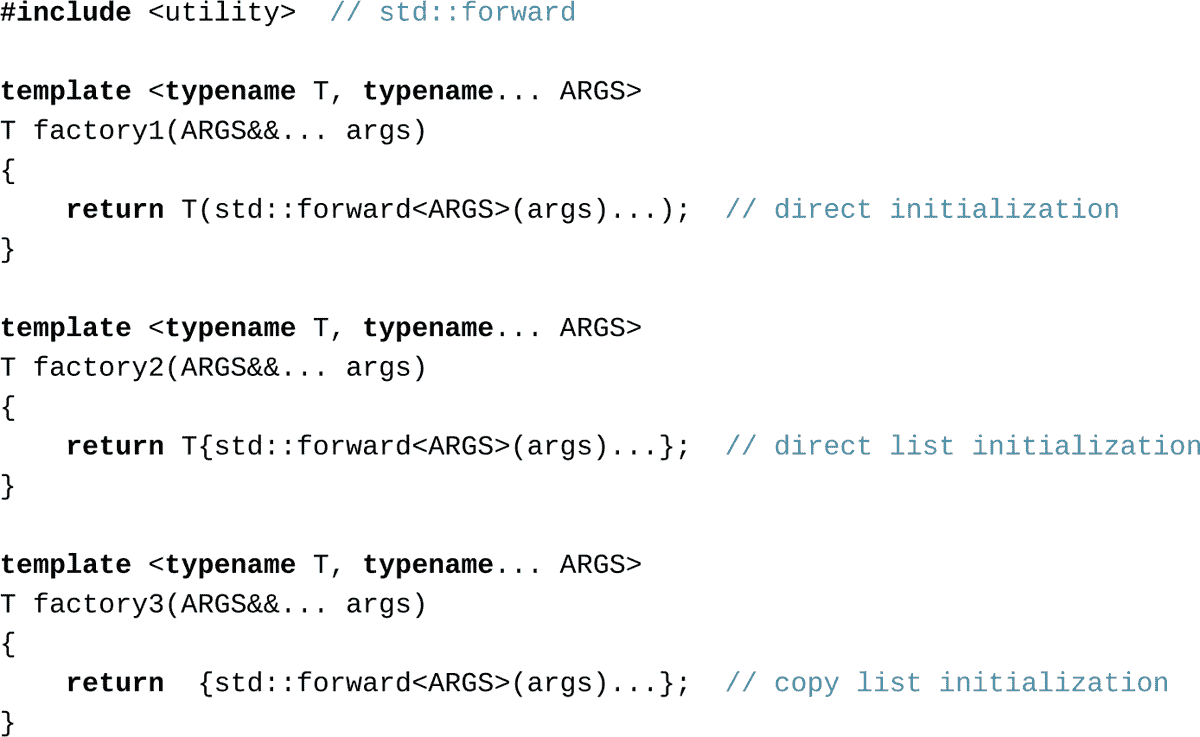 #include <utility>  // std::forward

template <typename T, typename... ARGS>
T factory1(ARGS&&... args)
{
    return T(std::forward<ARGS>(args)...);  // direct initialization
}

template <typename T, typename... ARGS>
T factory2(ARGS&&... args)
{
    return T{std::forward<ARGS>(args)...};  // direct list initialization
}

template <typename T, typename... ARGS>
T factory3(ARGS&&... args)
{
    return  {std::forward<ARGS>(args)...};  // copy list initialization
}